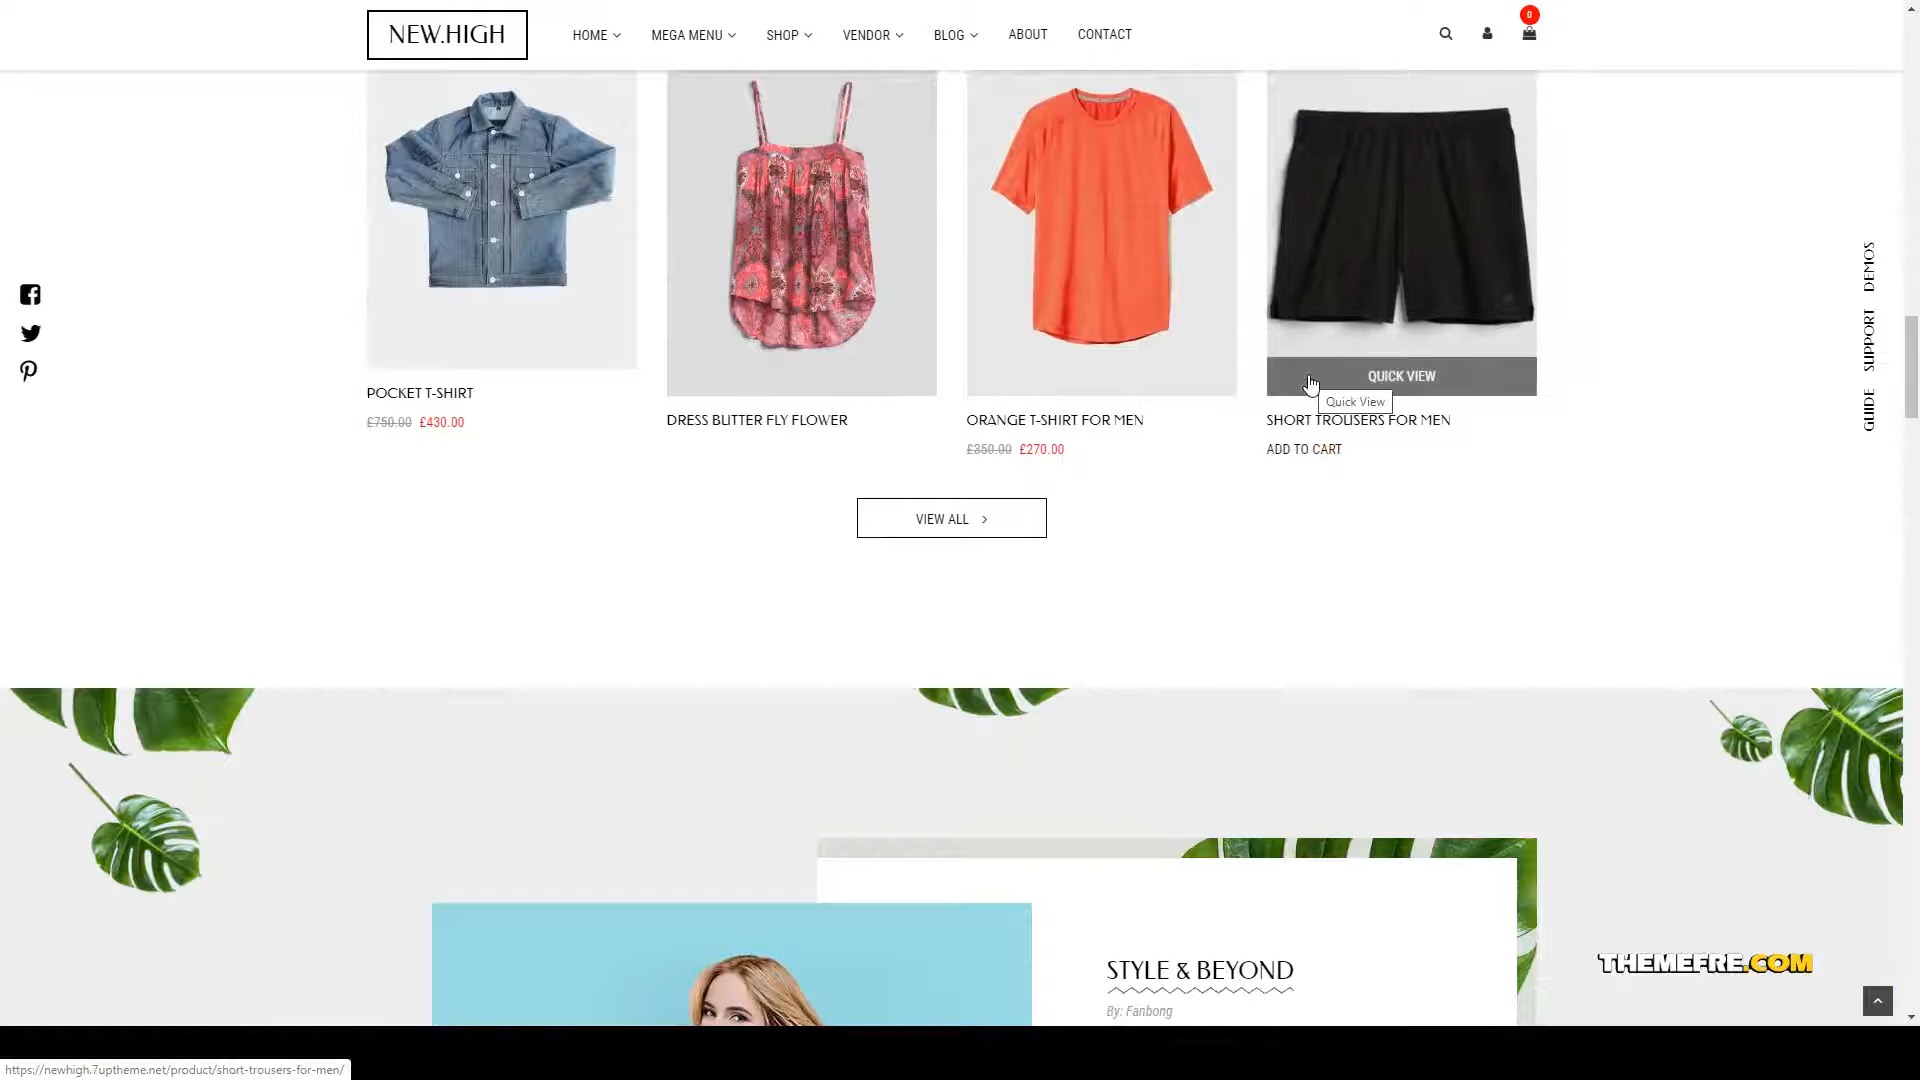 NEW.HIGH
HOME
MEGA MENU
SHOP
VENDOR
BLOG
ABOUT
CONTACT
0
DEMOS
SUPPORT
GUIDE
QUICK VIEW
Quick View
POCKET T-SHIRT
£750.00 £430.00
DRESS BUTTER FLY FLOWER
ORANGE T-SHIRT FOR MEN
£350.00 £270.00
SHORT TROUSERS FOR MEN
ADD TO CART
VIEW ALL
STYLE & BEYOND
By: Fanbong
THEMEFRE.COM
https://newhigh.7uptheme.net/product/short-trousers-for-men/